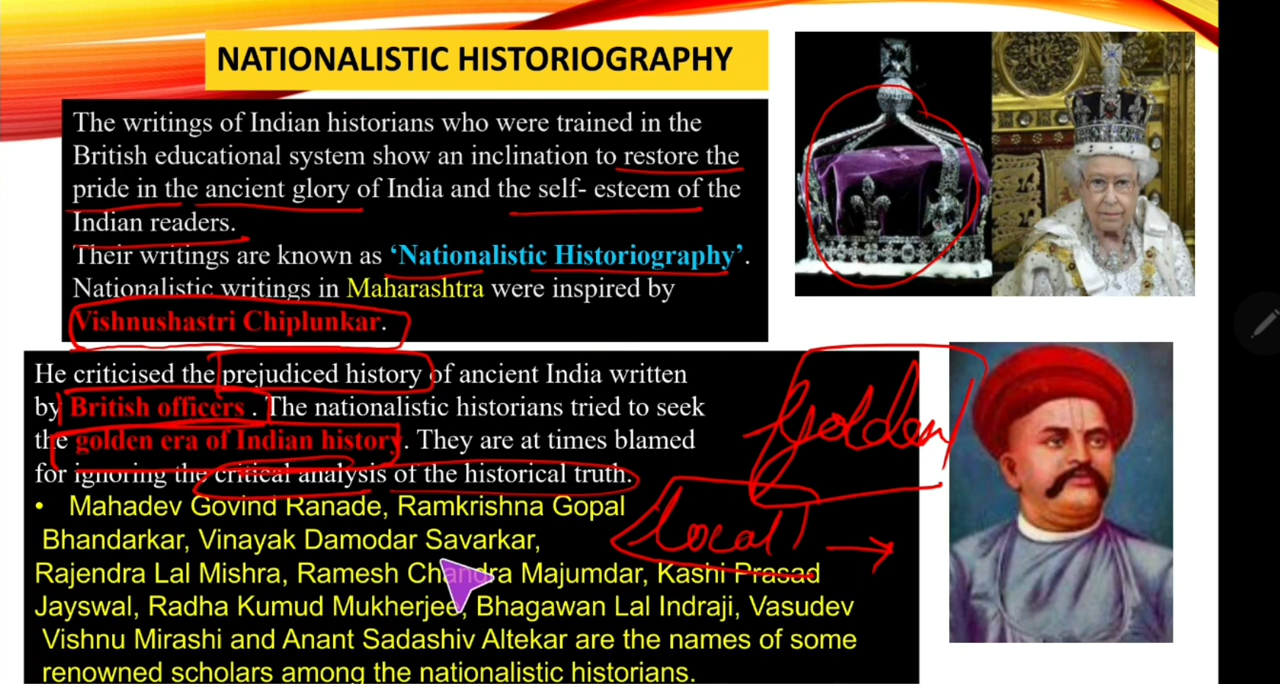 NATIONALISTIC HISTORIOGRAPHY
The writings of Indian historians who were trained in the
British educational system show an inclination to restore the
pride in the ancient glory of India and the self- esteem of the
Indian readers.
Their writings are known as ‘Nationalistic Historiography’.
Nationalistic writings in Maharashtra were inspired by
Vishnushastri Chiplunkar.
He criticised the prejudiced history of ancient India written
by British officers . The nationalistic historians tried to seek
the golden era of Indian history. They are at times blamed
for ignoring the critical analysis of the historical truth.
Golden
local
• Mahadev Govind Ranade, Ramkrishna Gopal
Bhandarkar, Vinayak Damodar Savarkar,
Rajendra Lal Mishra, Ramesh Chandra Majumdar, Kashi Prasad
Jayswal, Radha Kumud Mukherjee, Bhagawan Lal Indraji, Vasudev
Vishnu Mirashi and Anant Sadashiv Altekar are the names of some
renowned scholars among the nationalistic historians.